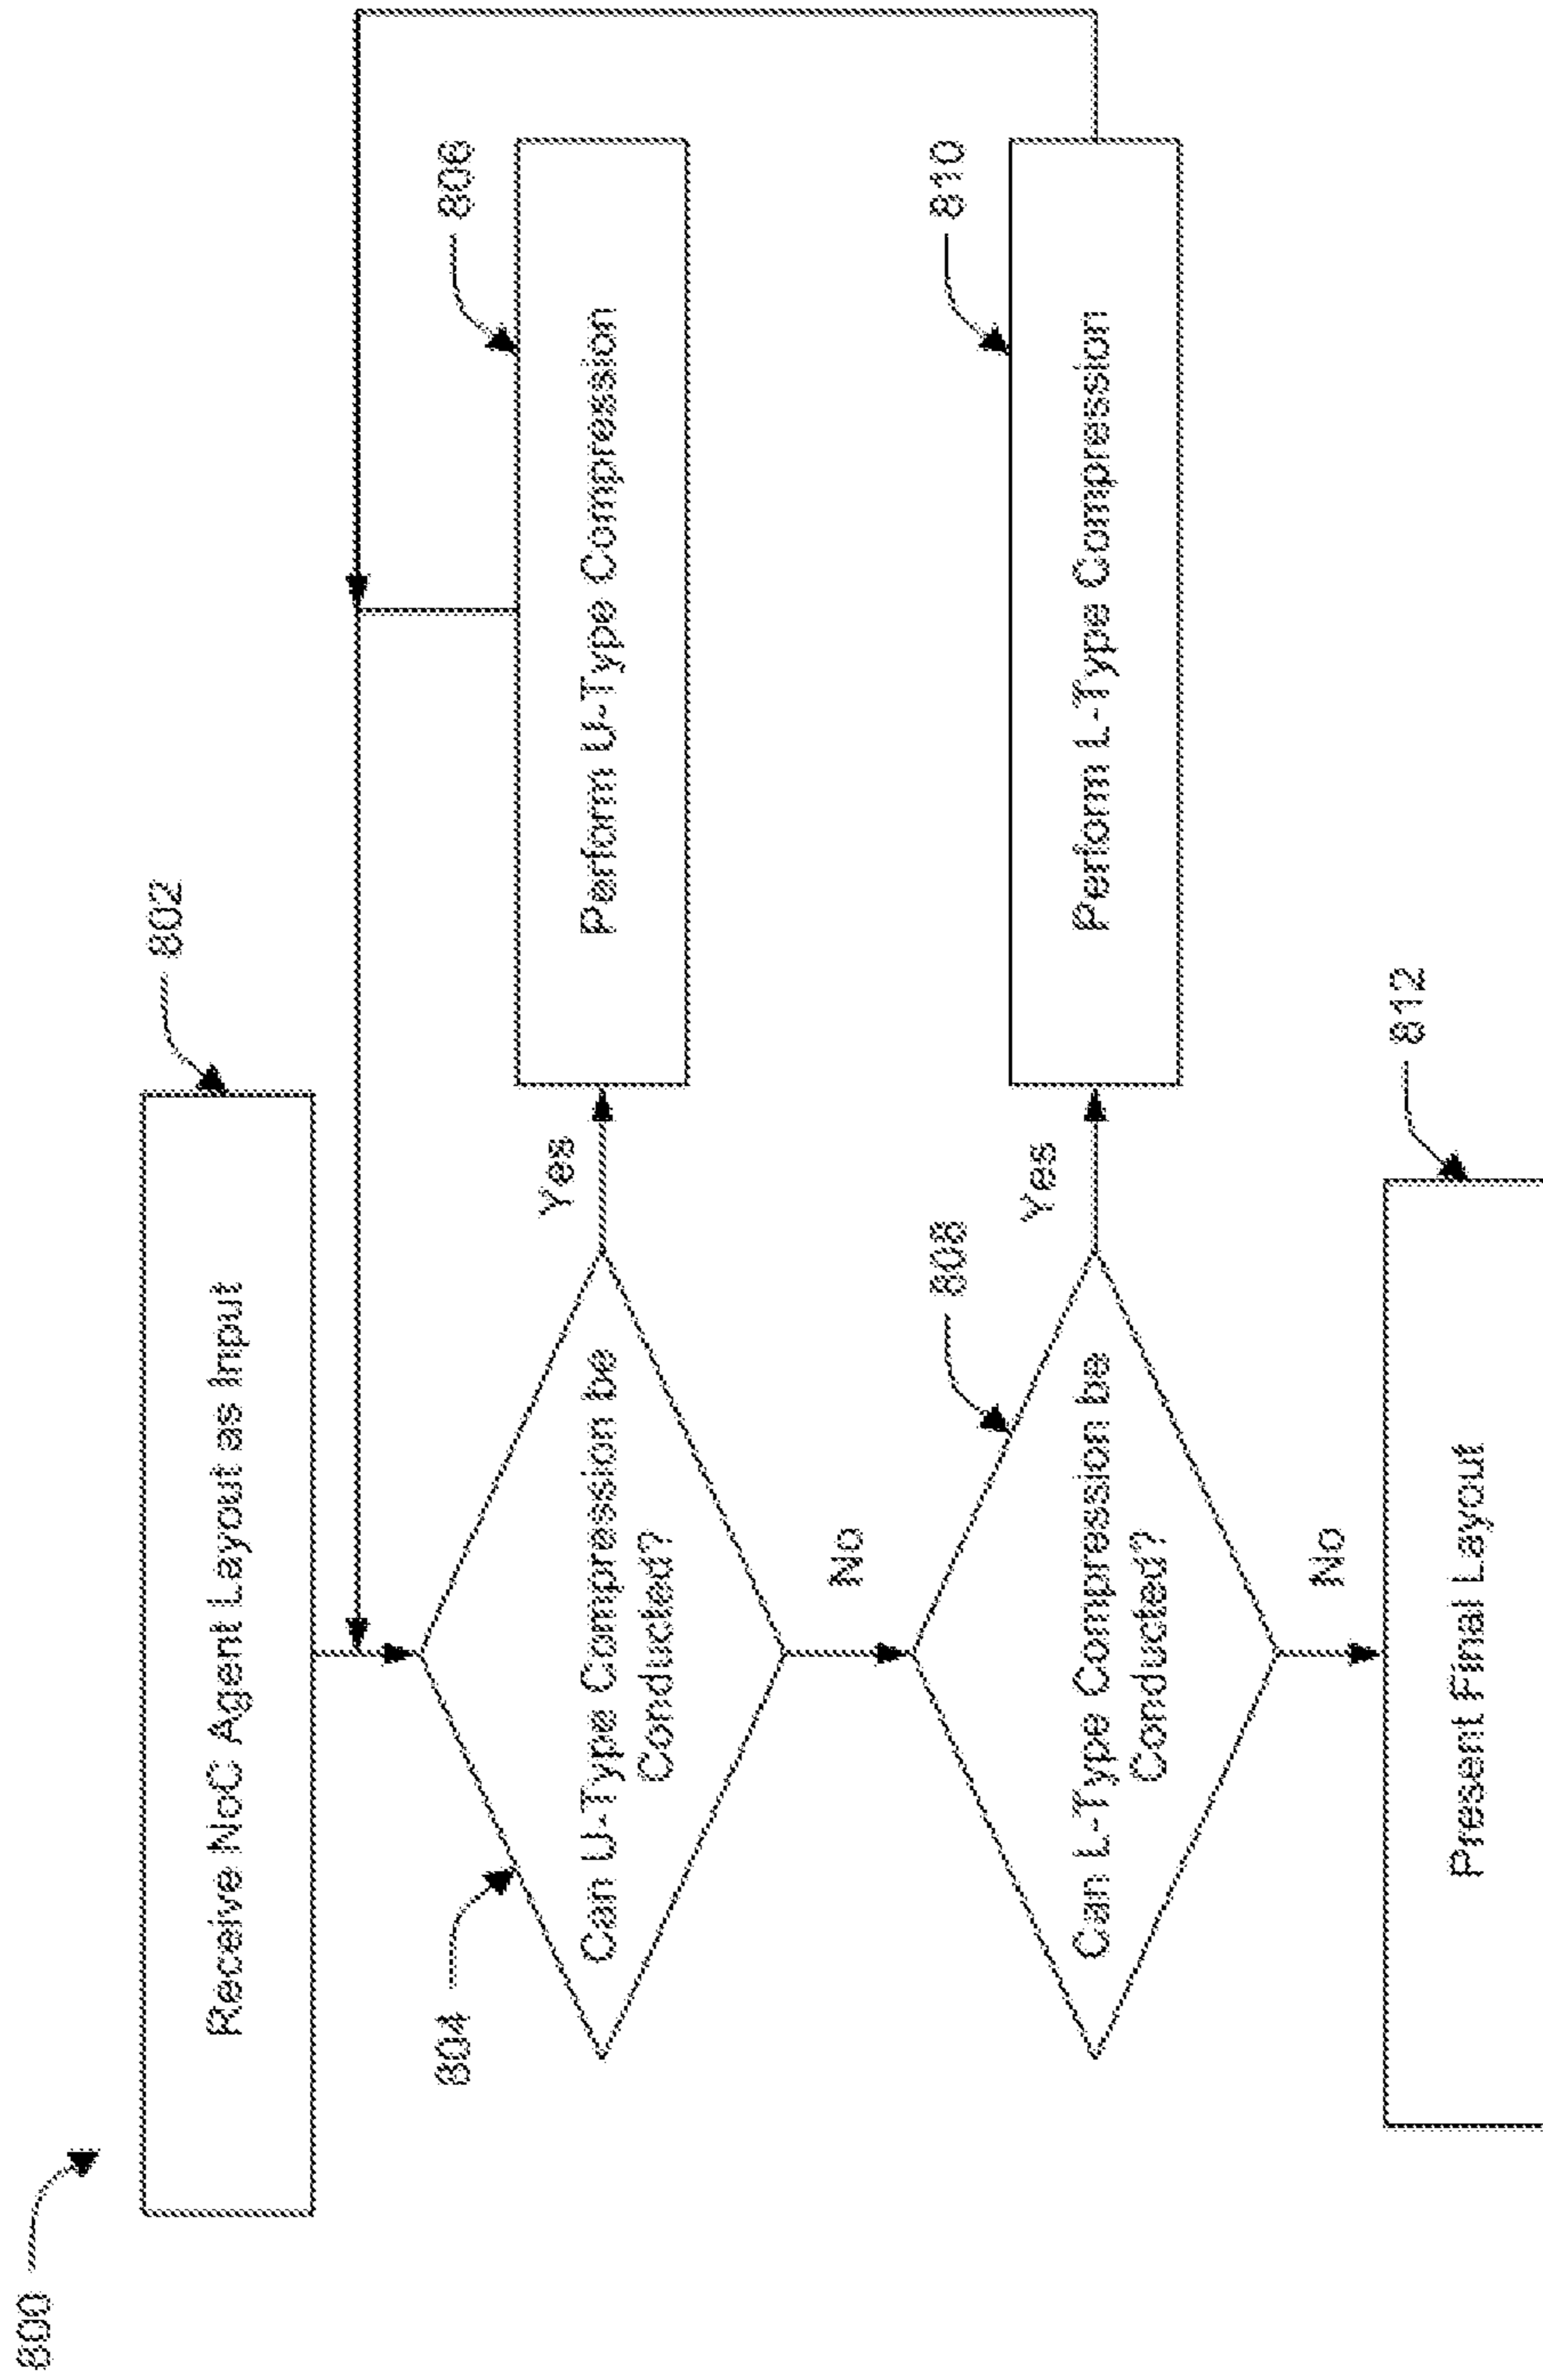 800
802
Receive NoC Agent Layout as Input
804
Can U-Type Compression be
Conducted?
Yes
806
Perform U-Type Compression
No
808
Can L-Type Compression be
Conducted?
Yes
810
Perform L-Type Compression
No
812
Present Final Layout